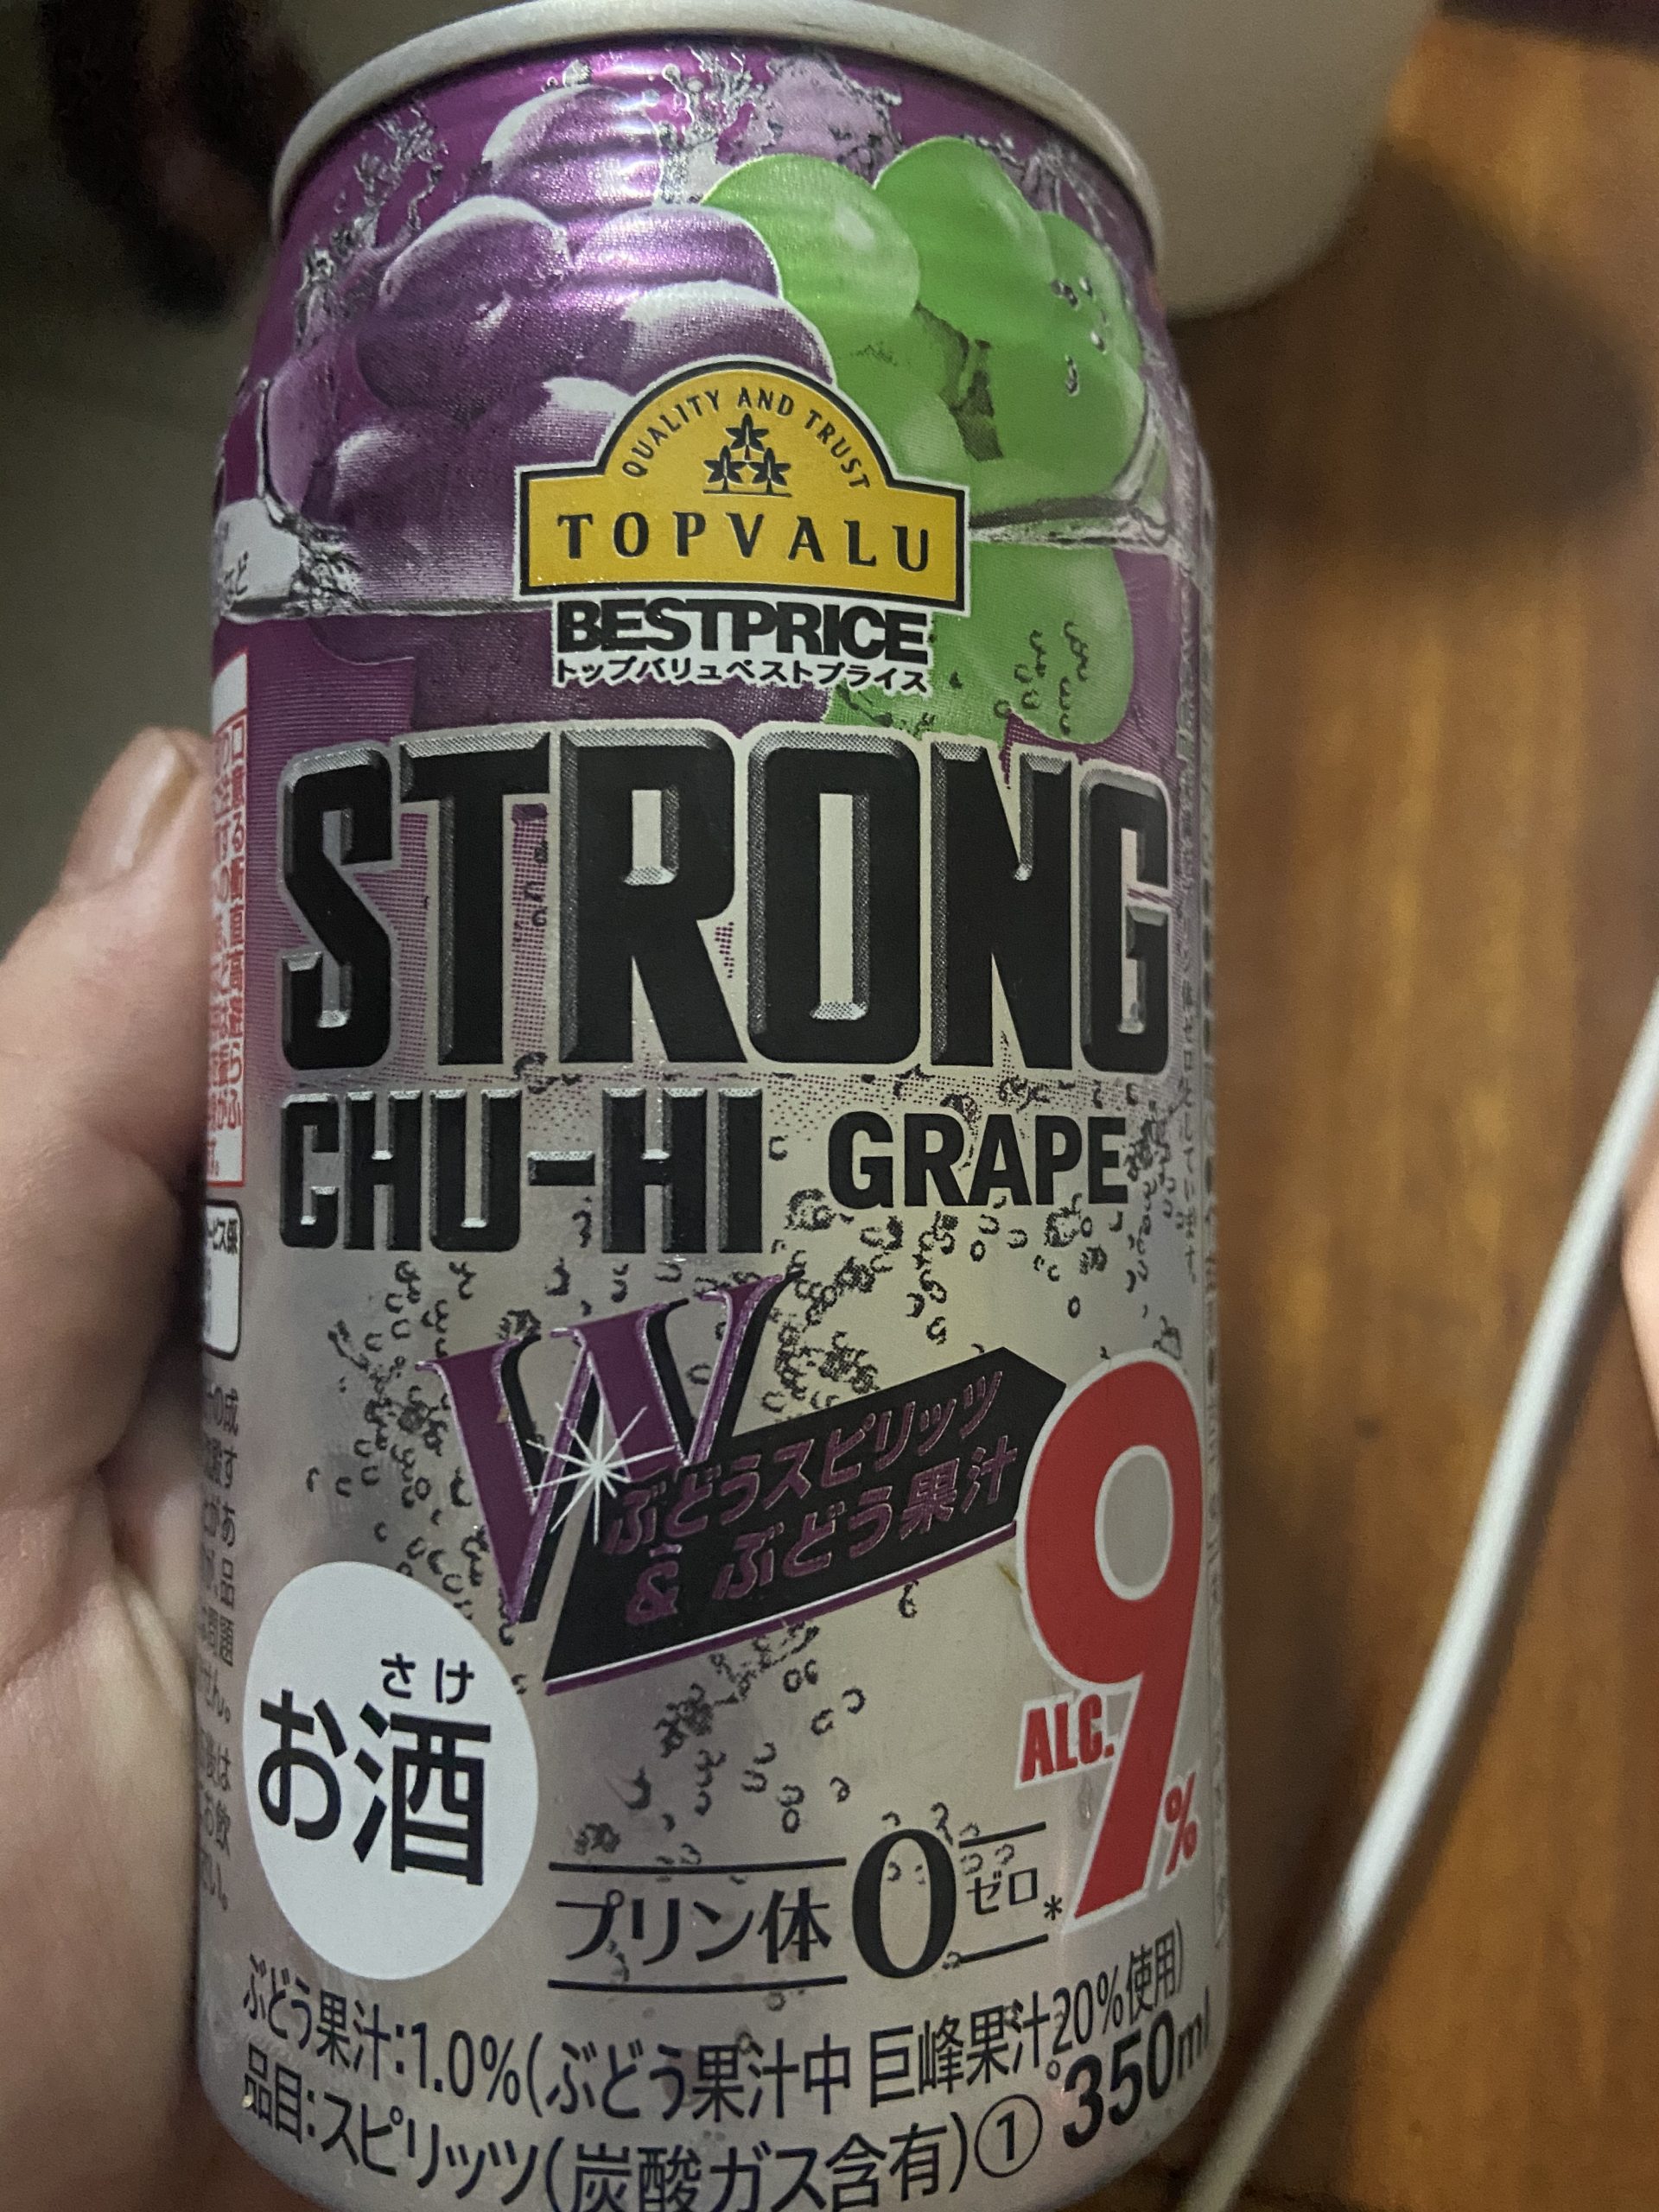 QUALITY AND TRUST
TOPVALU
BESTPRICE
トップバリュベストプライス
STRONG
CHU-HI GRAPE
W
ぶどうスピリッツ
& ぶどう果汁
ALC.9%
さけ
お酒
プリン体0ゼロ*
ぶどう果汁:1.0%(ぶどう果汁中 巨峰果汁20%使用)
品目:スピリッツ(炭酸ガス含有)① 350ml